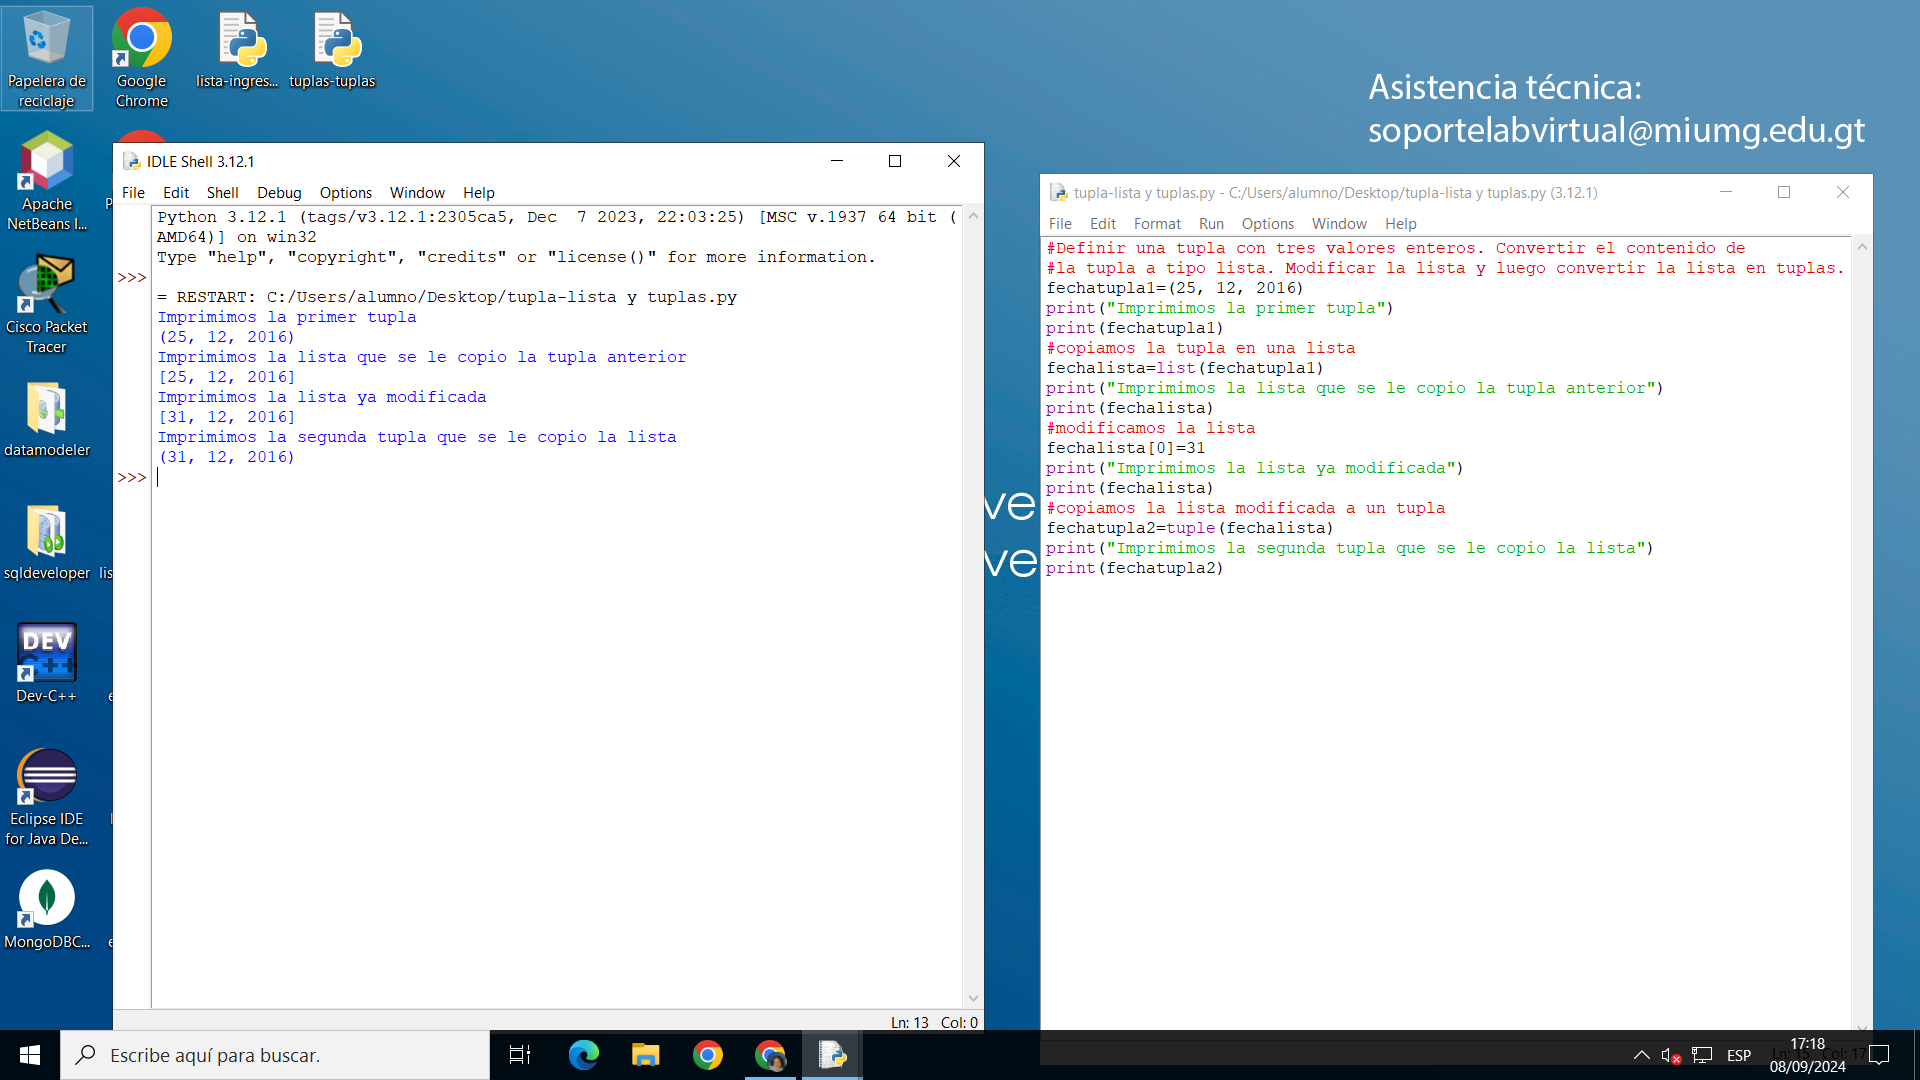 Papelera de
reciclaje
Google
Chrome
lista-ingres...
tuplas-tuplas
Asistencia técnica:
soportelabvirtual@miumg.edu.gt
Apache
NetBeans I...
Cisco Packet
Tracer
datamodeler
sqldeveloper
lis
DEV
C++
Dev-C++
Eclipse IDE
for Java De...
MongoDBC...
IDLE Shell 3.12.1
File Edit Shell Debug Options Window Help
Python 3.12.1 (tags/v3.12.1:2305ca5, Dec  7 2023, 22:03:25) [MSC v.1937 64 bit (
AMD64)] on win32
Type "help", "copyright", "credits" or "license()" for more information.
>>>
= RESTART: C:/Users/alumno/Desktop/tupla-lista y tuplas.py
Imprimimos la primer tupla
(25, 12, 2016)
Imprimimos la lista que se le copio la tupla anterior
[25, 12, 2016]
Imprimimos la lista ya modificada
[31, 12, 2016]
Imprimimos la segunda tupla que se le copio la lista
(31, 12, 2016)
>>>
Ln: 13 Col: 0
ve
ve
tupla-lista y tuplas.py - C:/Users/alumno/Desktop/tupla-lista y tuplas.py (3.12.1)
File Edit Format Run Options Window Help
#Definir una tupla con tres valores enteros. Convertir el contenido de
#la tupla a tipo lista. Modificar la lista y luego convertir la lista en tuplas.
fechatupla1=(25, 12, 2016)
print("Imprimimos la primer tupla")
print(fechatupla1)
#copiamos la tupla en una lista
fechalista=list(fechatupla1)
print("Imprimimos la lista que se le copio la tupla anterior")
print(fechalista)
#modificamos la lista
fechalista[0]=31
print("Imprimimos la lista ya modificada")
print(fechalista)
#copiamos la lista modificada a un tupla
fechatupla2=tuple(fechalista)
print("Imprimimos la segunda tupla que se le copio la lista")
print(fechatupla2)
Escribe aquí para buscar.
ESP
17:18
08/09/2024